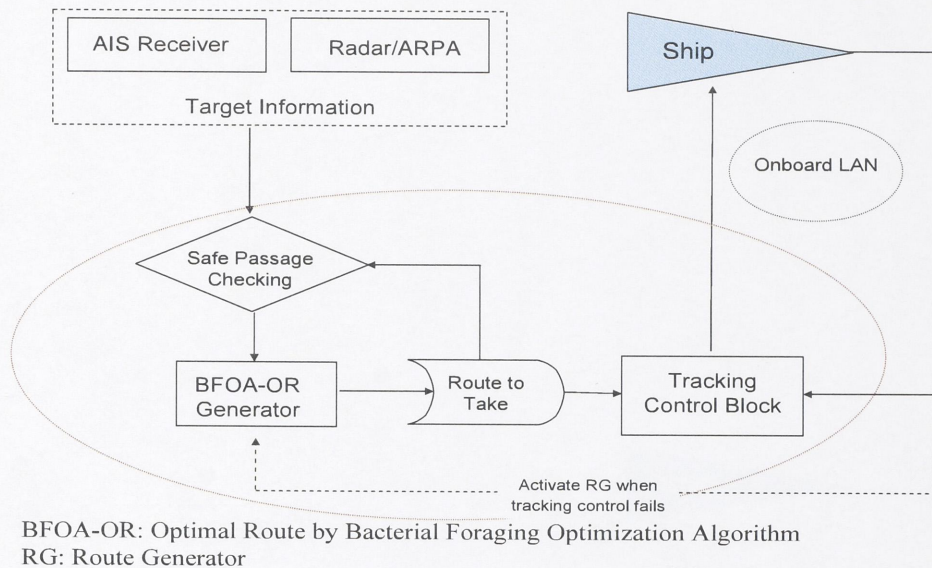 AIS Receiver
Radar/ARPA
Target Information
Ship
Onboard LAN
Safe Passage
Checking
BFOA-OR
Generator
Route to
Take
Tracking
Control Block
Activate RG when
tracking control fails
BFOA-OR: Optimal Route by Bacterial Foraging Optimization Algorithm
RG: Route Generator